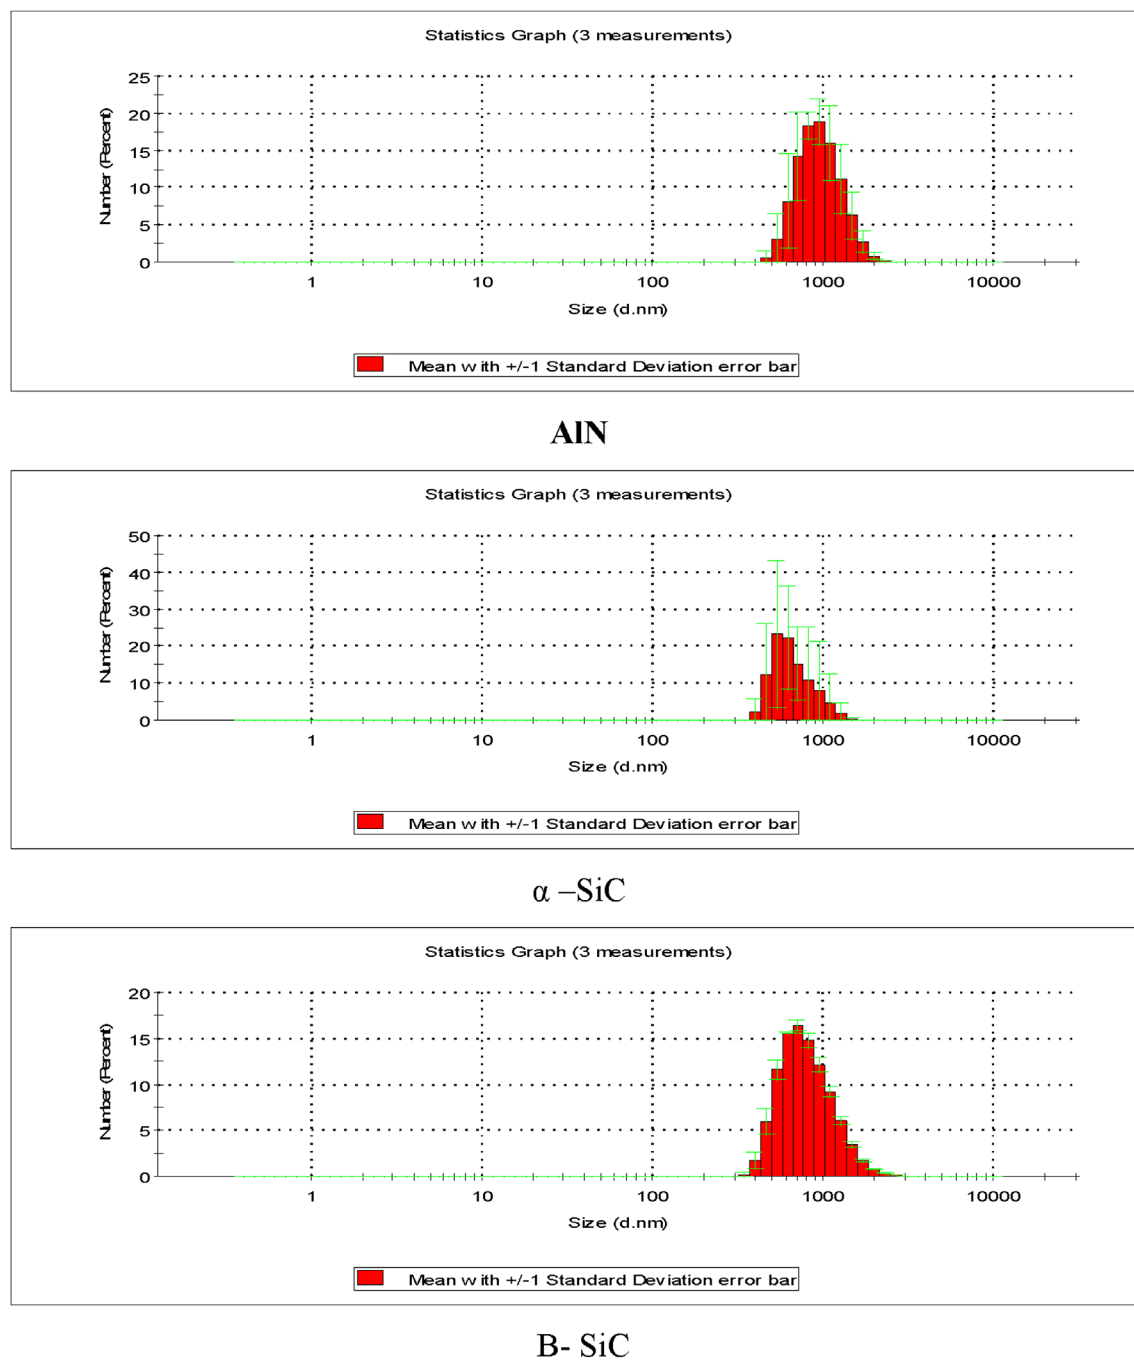 Statistics Graph (3 measurements)
25
20
15
10
5
0
Number (Percent)
1 10 100 1000 10000
Size (d.nm)
Mean with +/-1 Standard Deviation error bar
AlN
Statistics Graph (3 measurements)
50
40
30
20
10
0
Number (Percent)
1 10 100 1000 10000
Size (d.nm)
Mean with +/-1 Standard Deviation error bar
α –SiC
Statistics Graph (3 measurements)
20
15
10
5
0
Number (Percent)
1 10 100 1000 10000
Size (d.nm)
Mean with +/-1 Standard Deviation error bar
B- SiC